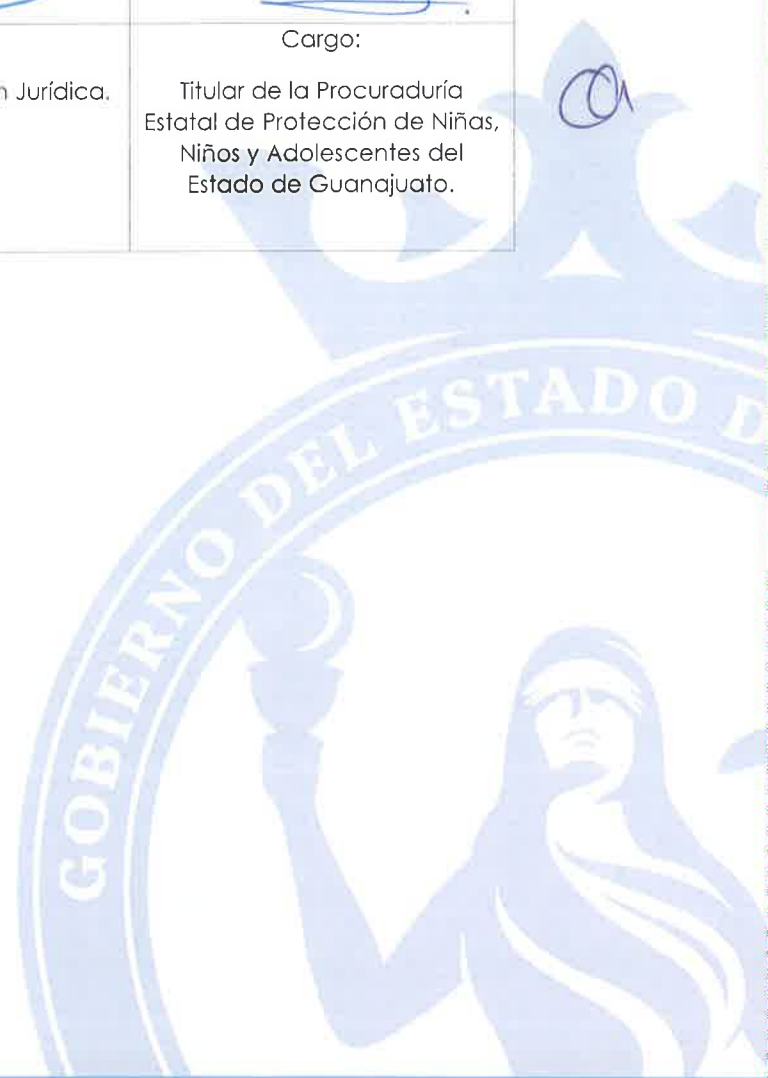 Cargo:
Jurídica.
Titular de la Procuraduría
Estatal de Protección de Niñas,
Niños y Adolescentes del
Estado de Guanajuato.
GOBIERNO DEL ESTADO D